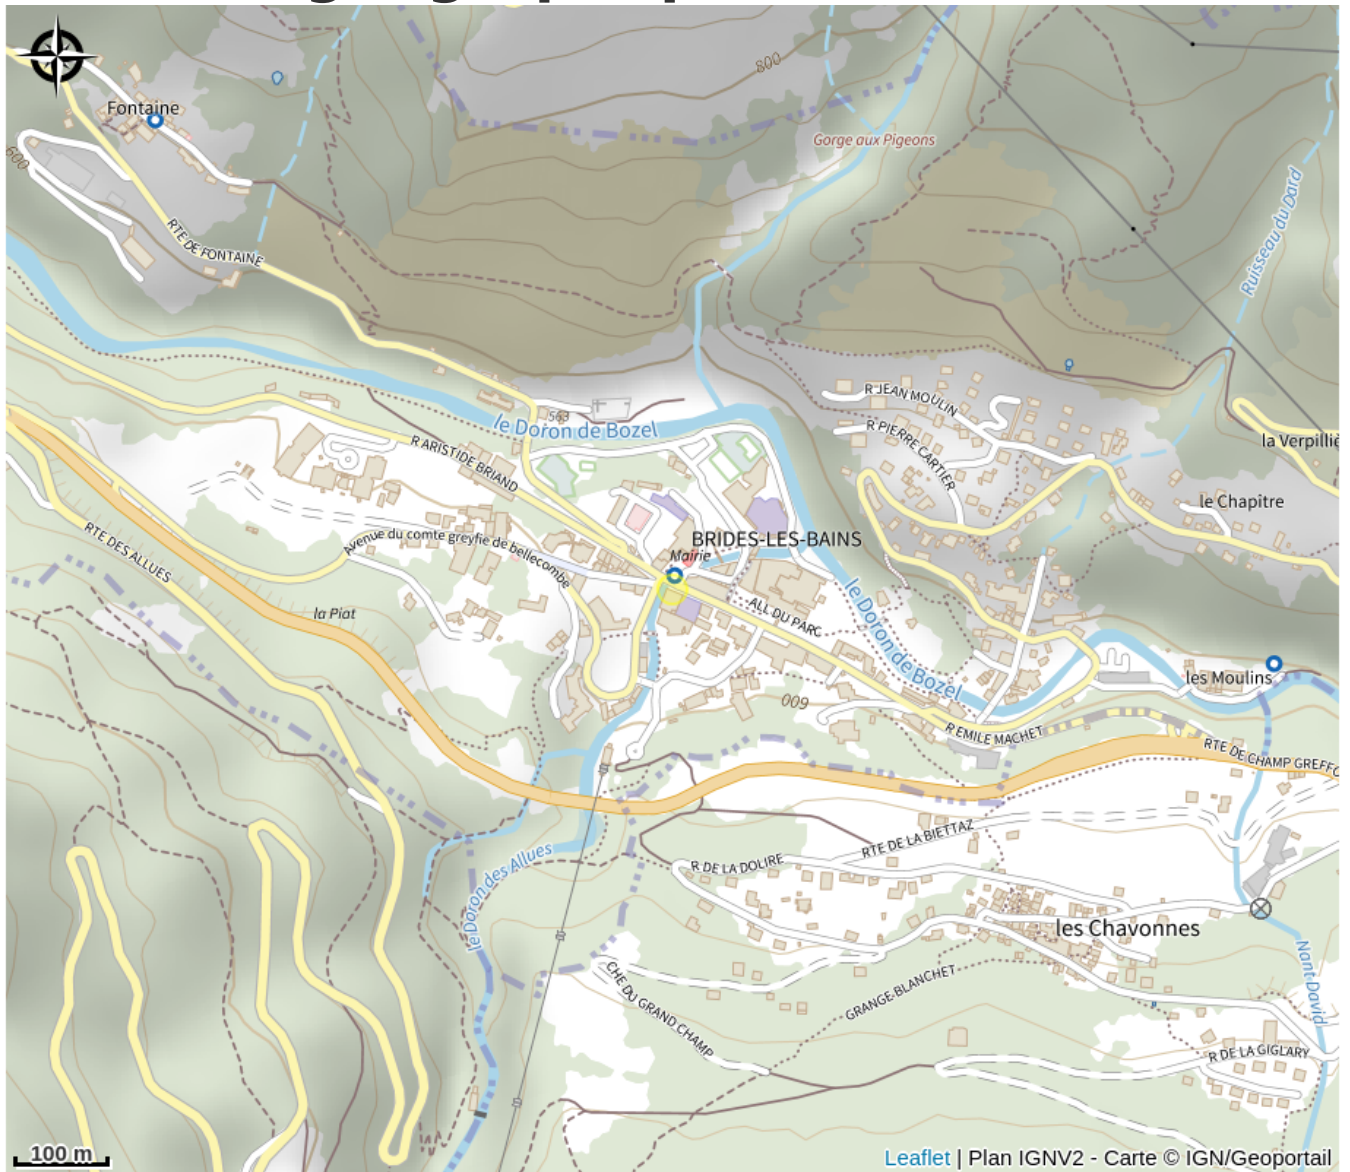 800
Fontaine
Gorge aux Pigeons
600
Ruisseau du Dard
RTE DE FONTAINE
R JEAN MOULIN
563
le Doron de Bozel
R PIERRE CARTIER
la Verpilliè
R ARISTIDE BRIAND
le Chapitre
RTE DES ALLUES
Avenue du comte greyfie de bellecombe
BRIDES-LES-BAINS
Mairie
la Piat
ALL DU PARC
le Doron de Bozel
les Moulins
600
R EMILE MACHET
RTE DE CHAMP GREFFO
RTE DE LA BIETTAZ
R DE LA DOLIRE
le Doron des Allues
les Chavonnes
CHE DU GRAND CHAMP
GRANGE-BLANCHET
Nant David
R DE LA GIGLARY
100 m
Leaflet | Plan IGNV2 - Carte © IGN/Geoportail